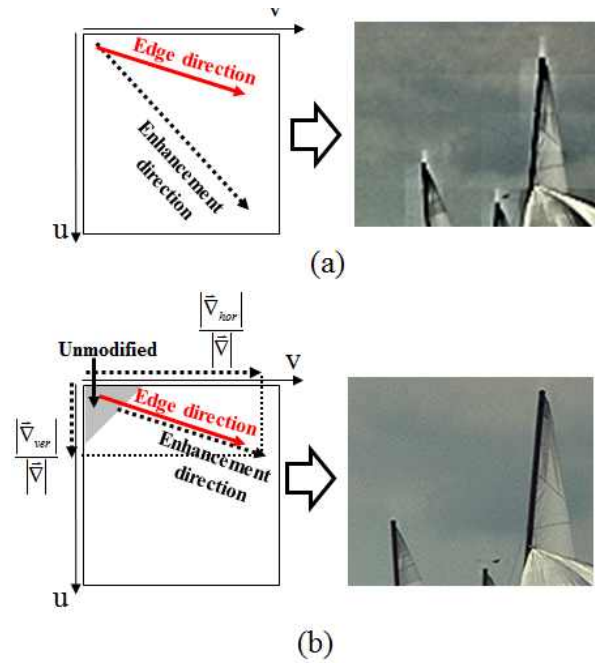 v
Edge direction
Enhancement
direction
u
(a)
|∇⃗hor|
|∇⃗|
Unmodified
v
Edge direction
|∇⃗ver|
|∇⃗|
Enhancement
direction
u
(b)